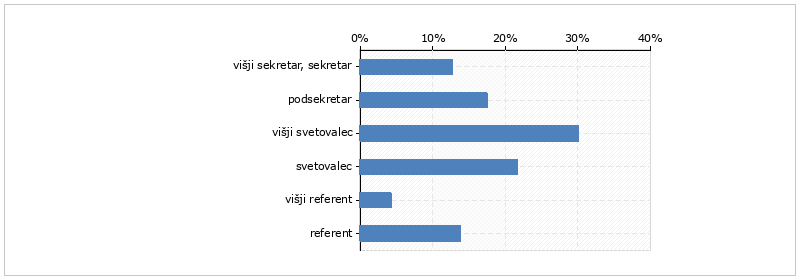 0% 10% 20% 30% 40%
višji sekretar, sekretar
podsekretar
višji svetovalec
svetovalec
višji referent
referent